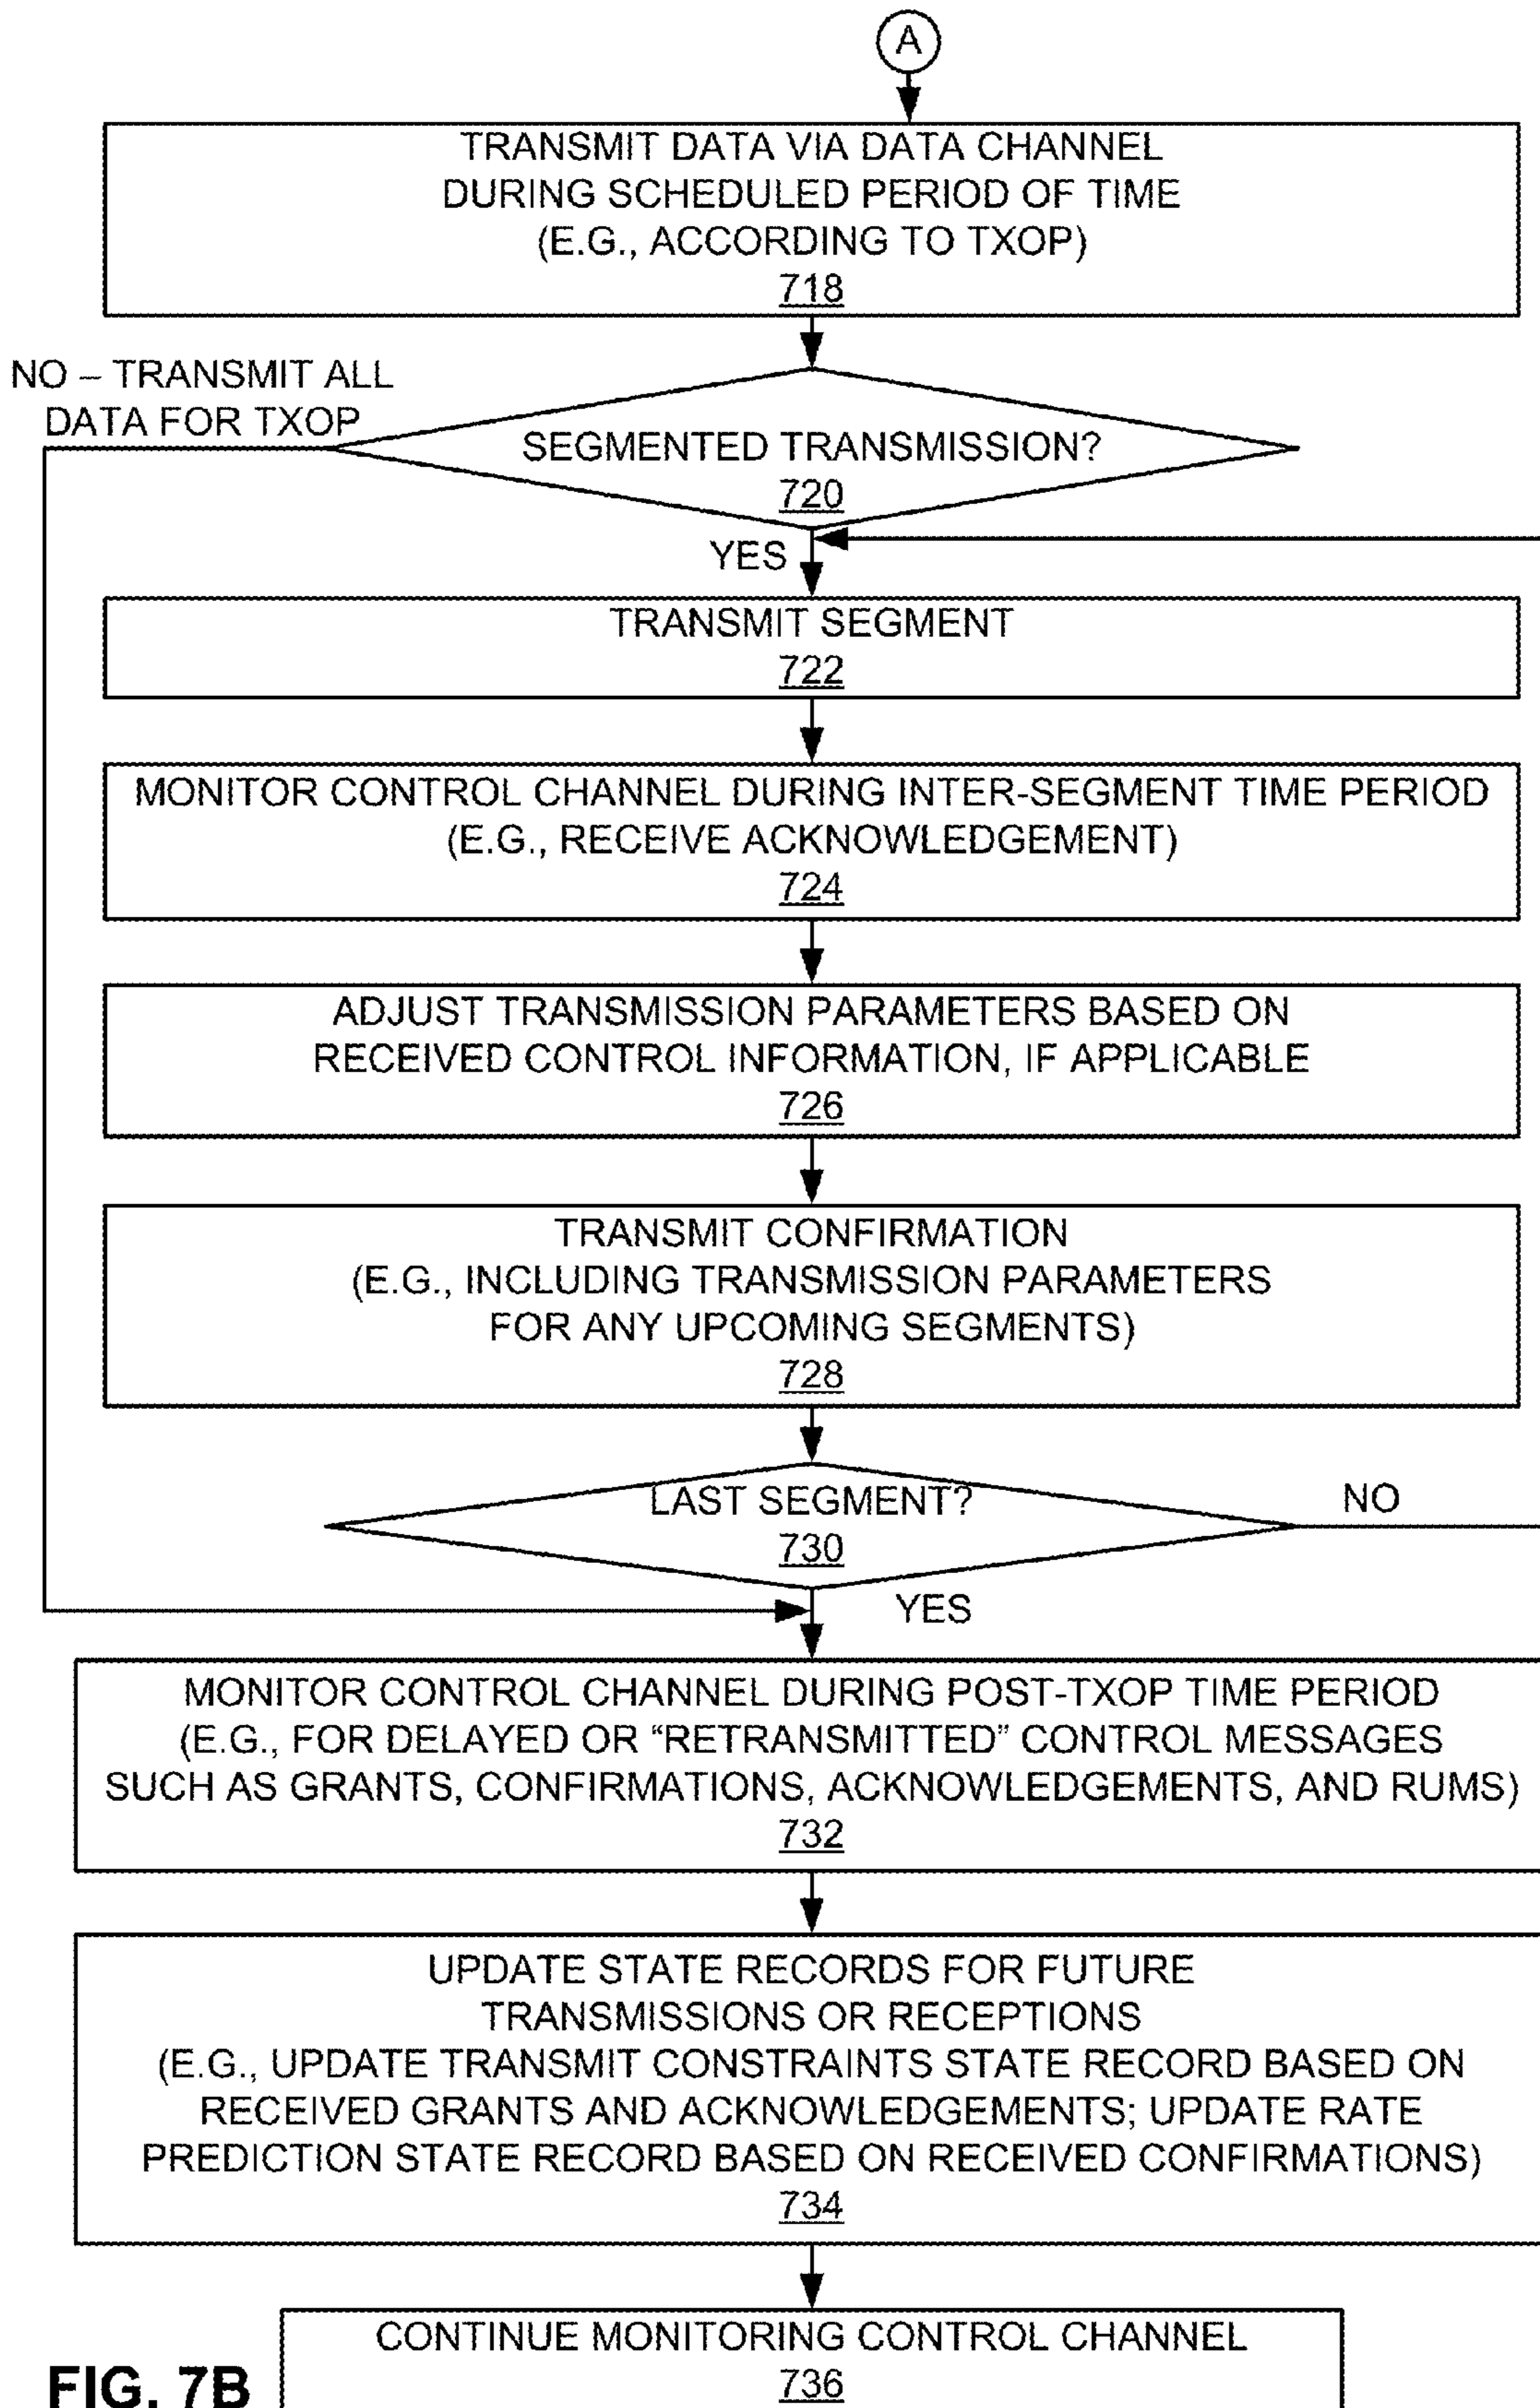 A
TRANSMIT DATA VIA DATA CHANNEL
DURING SCHEDULED PERIOD OF TIME
(E.G., ACCORDING TO TXOP)
718
NO – TRANSMIT ALL
DATA FOR TXOP
SEGMENTED TRANSMISSION?
720
YES
TRANSMIT SEGMENT
722
MONITOR CONTROL CHANNEL DURING INTER-SEGMENT TIME PERIOD
(E.G., RECEIVE ACKNOWLEDGEMENT)
724
ADJUST TRANSMISSION PARAMETERS BASED ON
RECEIVED CONTROL INFORMATION, IF APPLICABLE
726
TRANSMIT CONFIRMATION
(E.G., INCLUDING TRANSMISSION PARAMETERS
FOR ANY UPCOMING SEGMENTS)
728
LAST SEGMENT?
730
NO
YES
MONITOR CONTROL CHANNEL DURING POST-TXOP TIME PERIOD
(E.G., FOR DELAYED OR “RETRANSMITTED” CONTROL MESSAGES
SUCH AS GRANTS, CONFIRMATIONS, ACKNOWLEDGEMENTS, AND RUMS)
732
UPDATE STATE RECORDS FOR FUTURE
TRANSMISSIONS OR RECEPTIONS
(E.G., UPDATE TRANSMIT CONSTRAINTS STATE RECORD BASED ON
RECEIVED GRANTS AND ACKNOWLEDGEMENTS; UPDATE RATE
PREDICTION STATE RECORD BASED ON RECEIVED CONFIRMATIONS)
734
CONTINUE MONITORING CONTROL CHANNEL
736
FIG. 7B